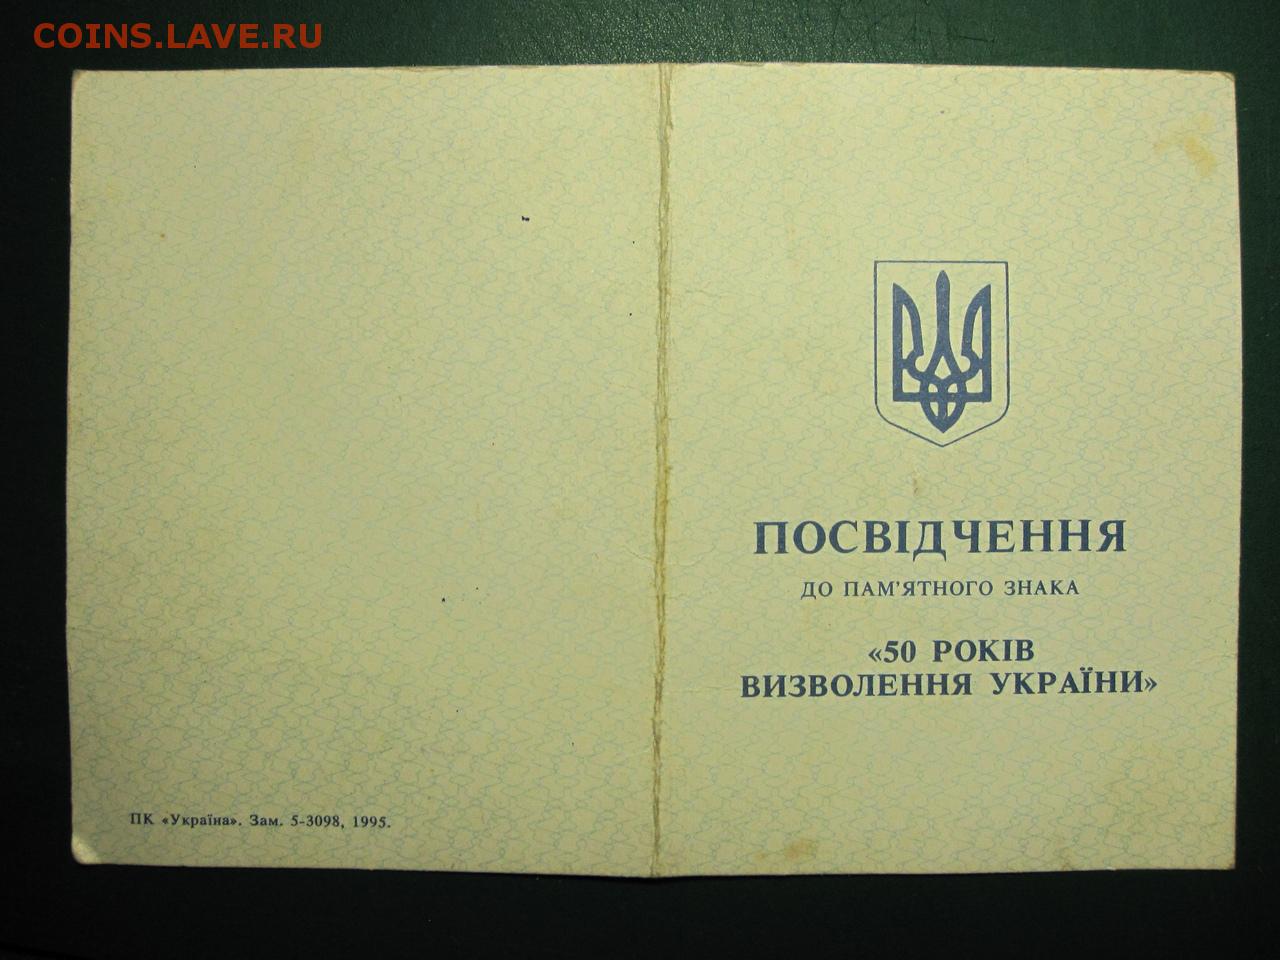 COINS.LAVE.RU
ПОСВІДЧЕННЯ
ДО ПАМ'ЯТНОГО ЗНАКА
«50 РОКІВ
ВИЗВОЛЕННЯ УКРАЇНИ»
ПК «Україна». Зам. 5-3098, 1995.